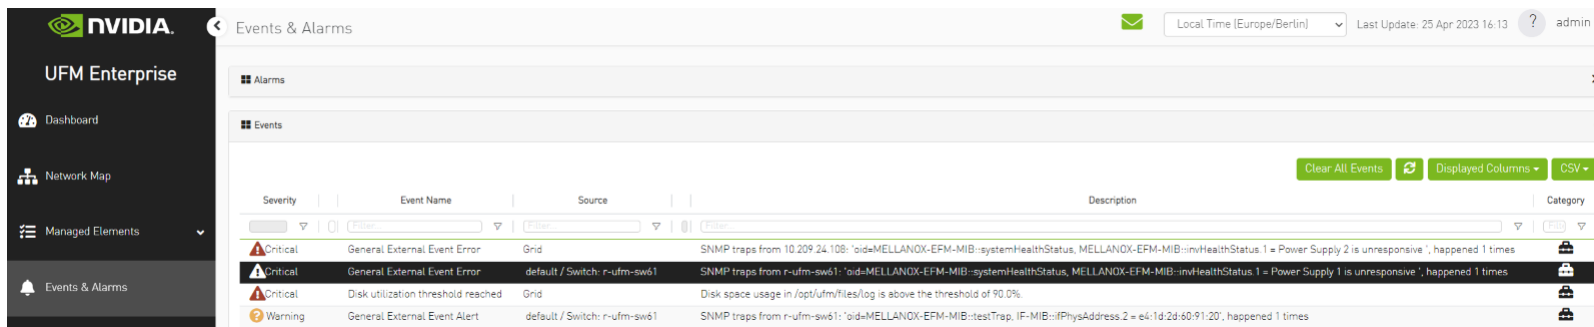 NVIDIA.
UFM Enterprise
Dashboard
Network Map
Managed Elements
Events & Alarms
Events & Alarms
Local Time (Europe/Berlin)
Last Update: 25 Apr 2023 16:13
?
admin
Alarms
Events
Clear All Events
Displayed Columns
CSV
Severity Event Name Source Description Category
Filter... Filter... Filter...
Critical General External Event Error Grid SNMP traps from 10.209.24.108: 'oid=MELLANOX-EFM-MIB::systemHealthStatus, MELLANOX-EFM-MIB::invHealthStatus.1 = Power Supply 2 is unresponsive ', happened 1 times
Critical General External Event Error default / Switch: r-ufm-sw61 SNMP traps from r-ufm-sw61: 'oid=MELLANOX-EFM-MIB::systemHealthStatus, MELLANOX-EFM-MIB::invHealthStatus.1 = Power Supply 1 is unresponsive ', happened 1 times
Critical Disk utilization threshold reached Grid Disk space usage in /opt/ufm/files/log is above the threshold of 90.0%.
Warning General External Event Alert default / Switch: r-ufm-sw61 SNMP traps from r-ufm-sw61: 'oid=MELLANOX-EFM-MIB::testTrap, IF-MIB::ifPhysAddress.2 = e4:1d:2d:60:91:20', happened 1 times